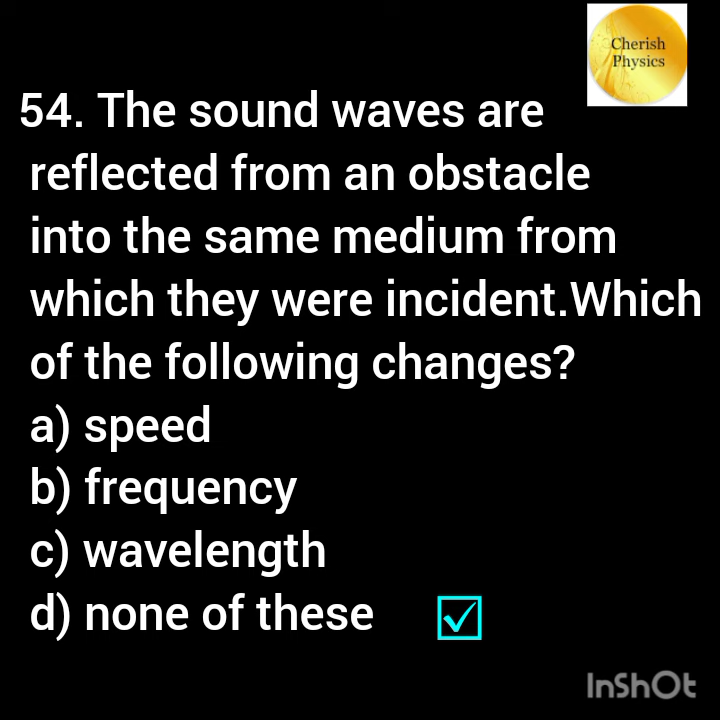 Cherish
Physics
54. The sound waves are
reflected from an obstacle
into the same medium from
which they were incident.Which
of the following changes?
a) speed
b) frequency
c) wavelength
d) none of these
InShOt